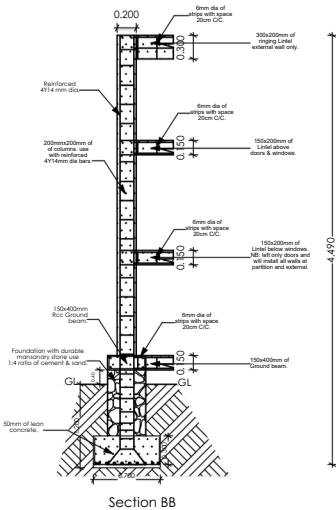 0.200
6mm dia of
strips with space
20cm C/C.
0.300
300x200mm of
ringing Lintel
external wall only.
Reinforced
4Y14 mm dia.
6mm dia of
strips with space
20cm C/C.
200mmx200mm of
of columns. use
with reinforced
4Y14mm dia bars.
0.150
150x200mm of
Lintel above
doors & windows.
4.490
6mm dia of
strips with space
20cm C/C.
0.150
150x200mm of
Lintel below windows.
NB: left only doors and
will install all walls at
partition and external.
150x400mm
Rcc Ground
beam.
6mm dia of
strips with space
20cm C/C.
Foundation with durable
mansonary stone use
1:4 ratio of cement & sand.
0.150
150x400mm of
Ground beam.
GL
0.40
GL
50mm of lean
concrete.
0.700
Section BB